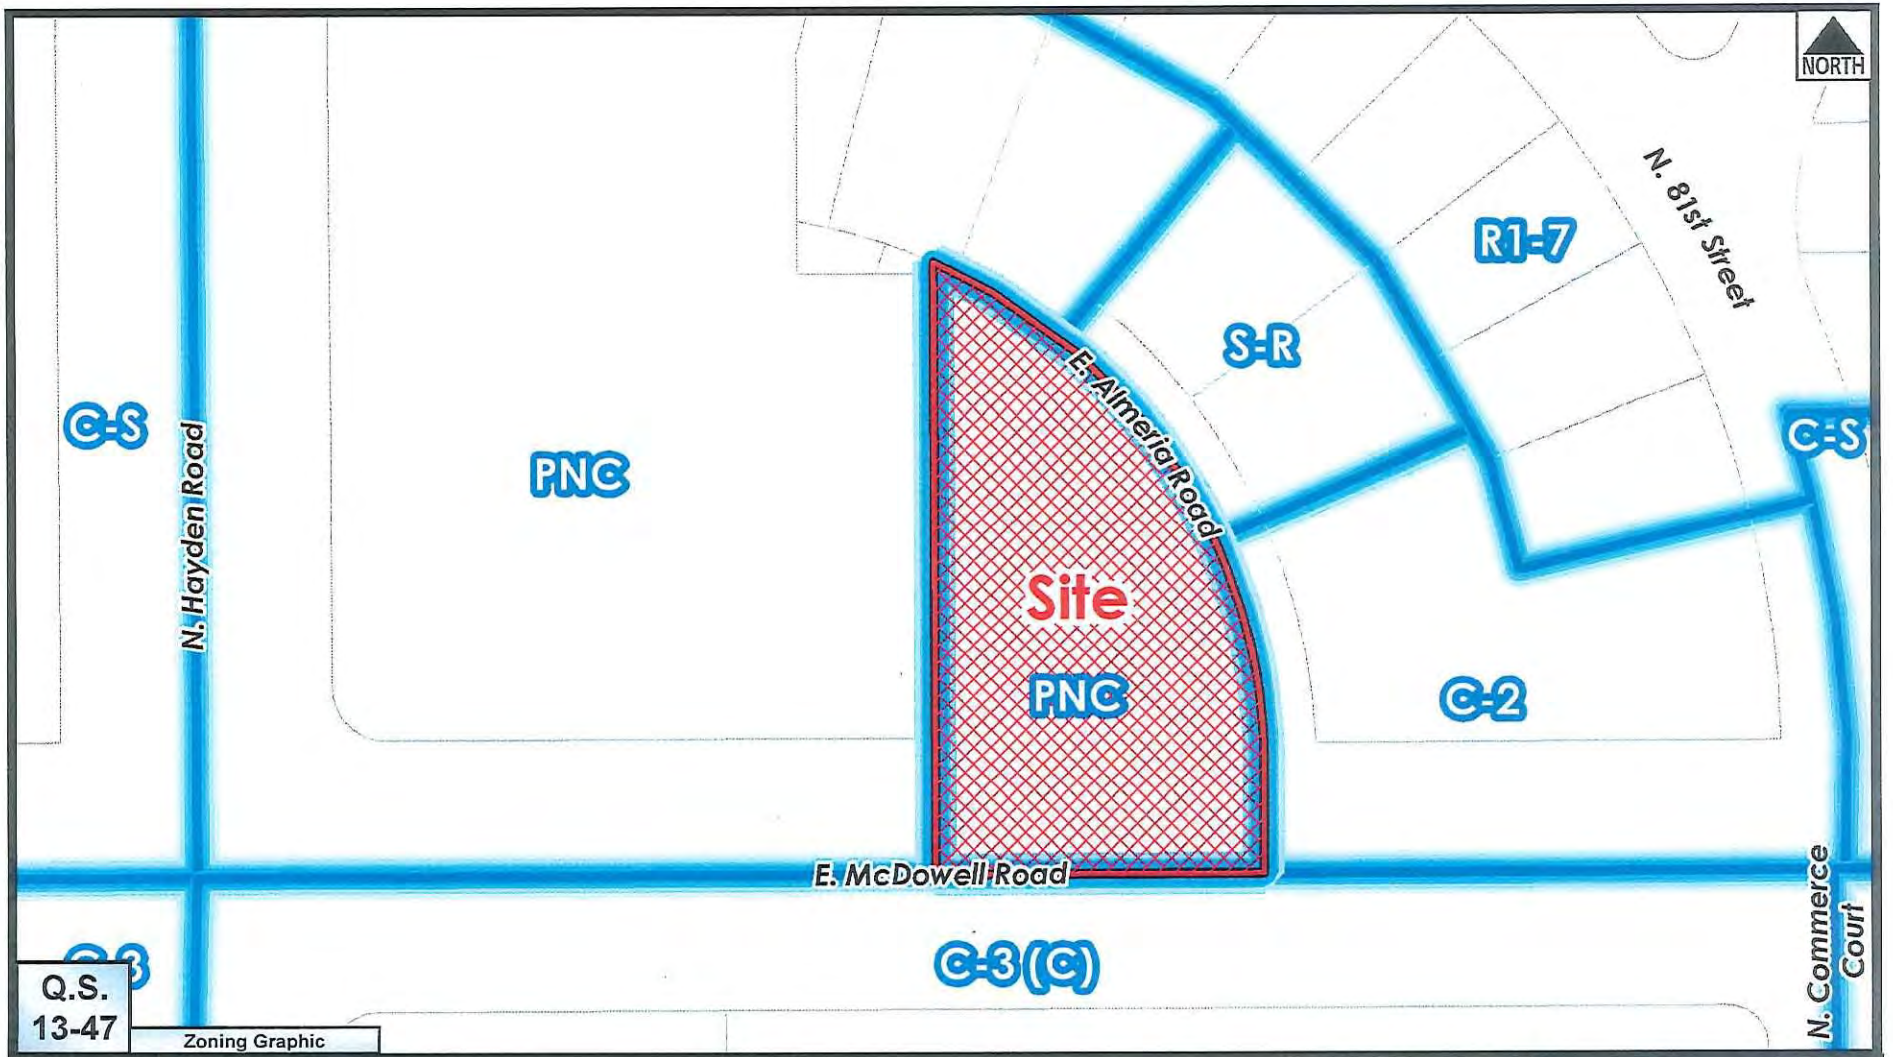 NORTH
N. 81st Street
R1-7
S-R
E. Almeria Road
C-S
N. Hayden Road
PNC
C-S
Site
PNC
C-2
E. McDowell Road
C-3
C-3 (C)
N. Commerce
Court
Q.S.
13-47
Zoning Graphic